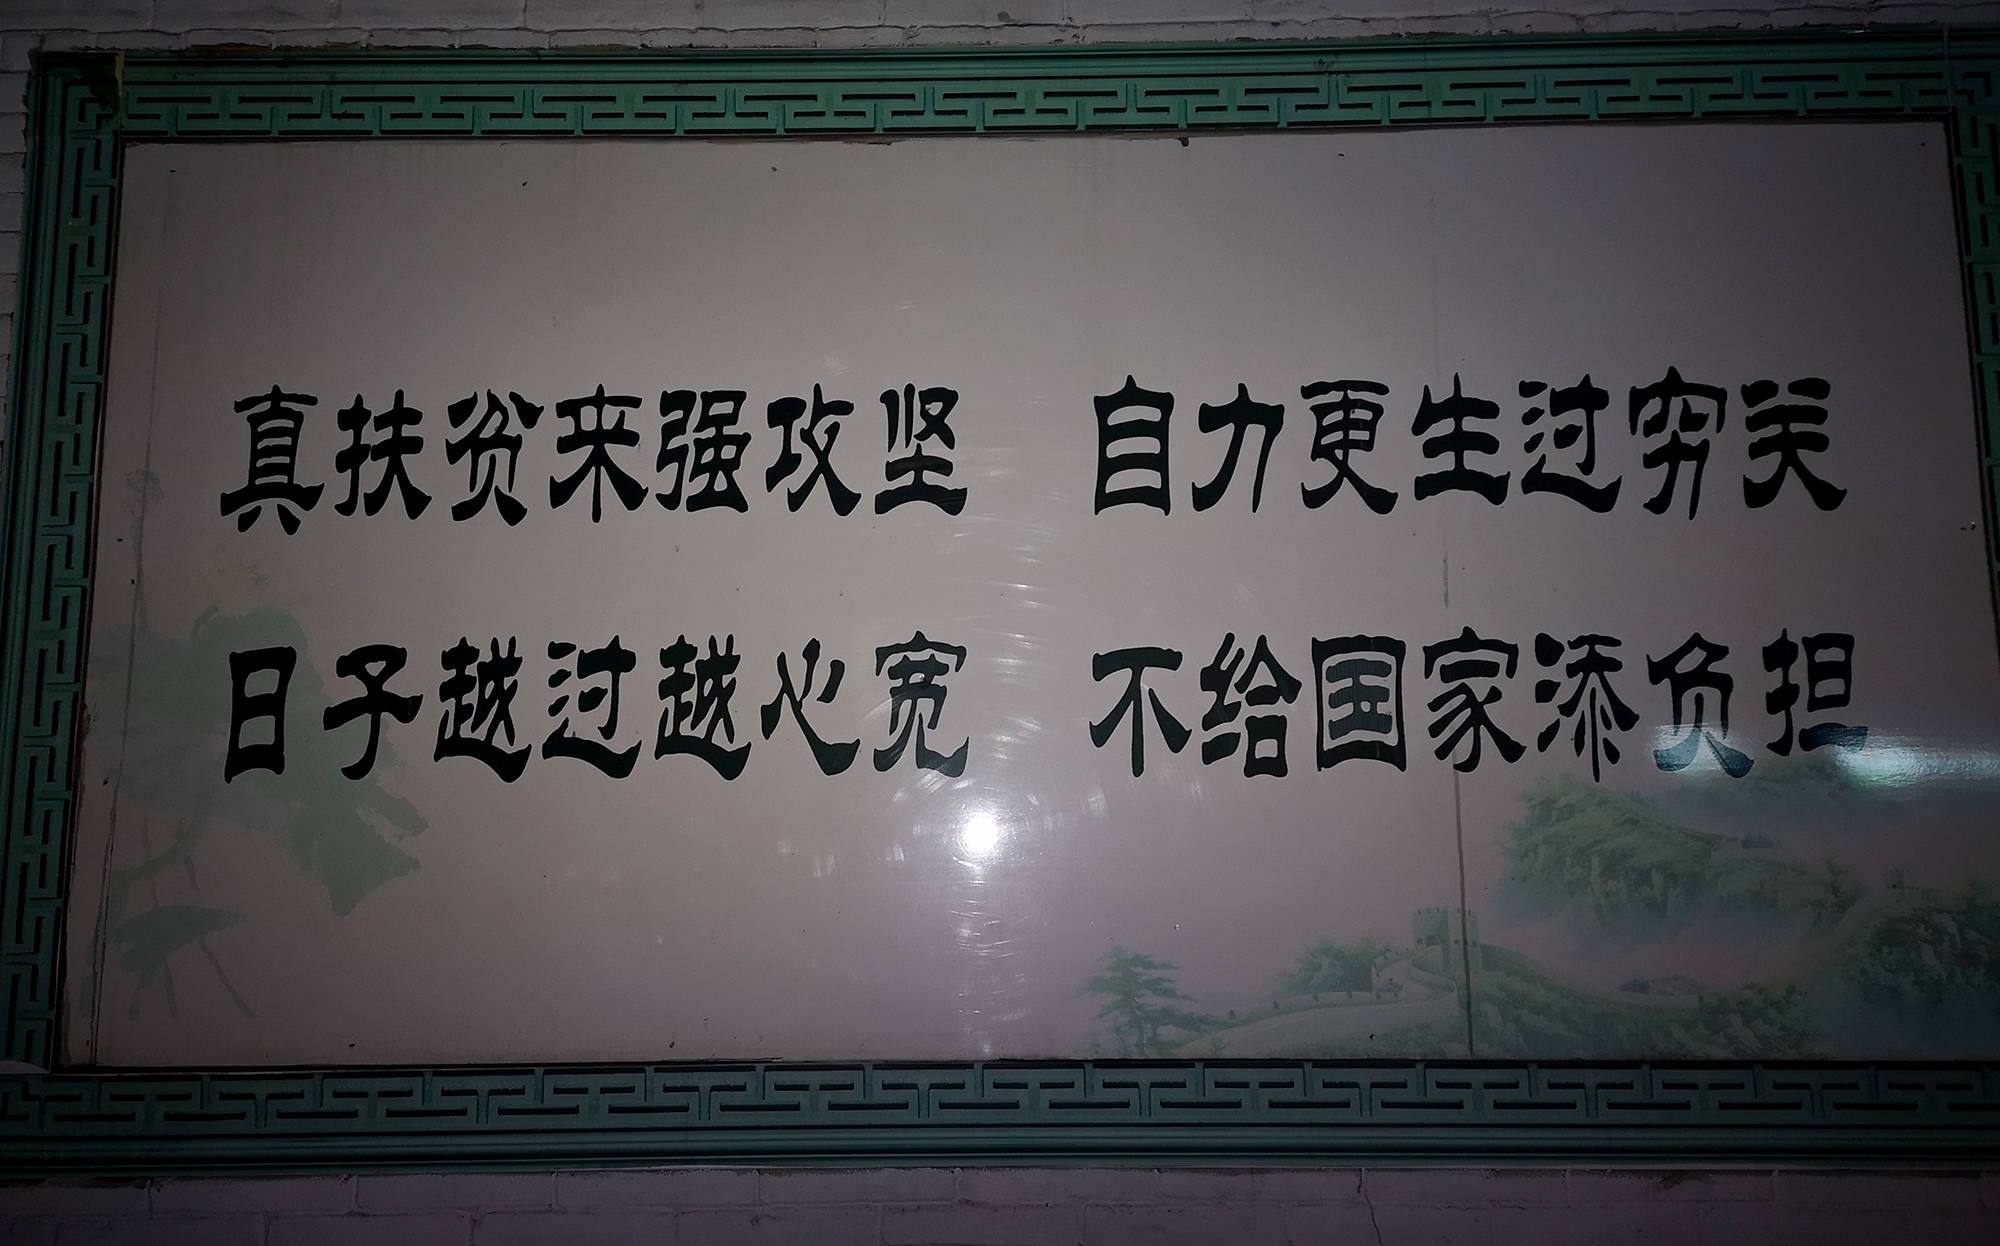 真扶贫来强攻坚 自力更生过穷关
日子越过越心宽 不给国家添负担